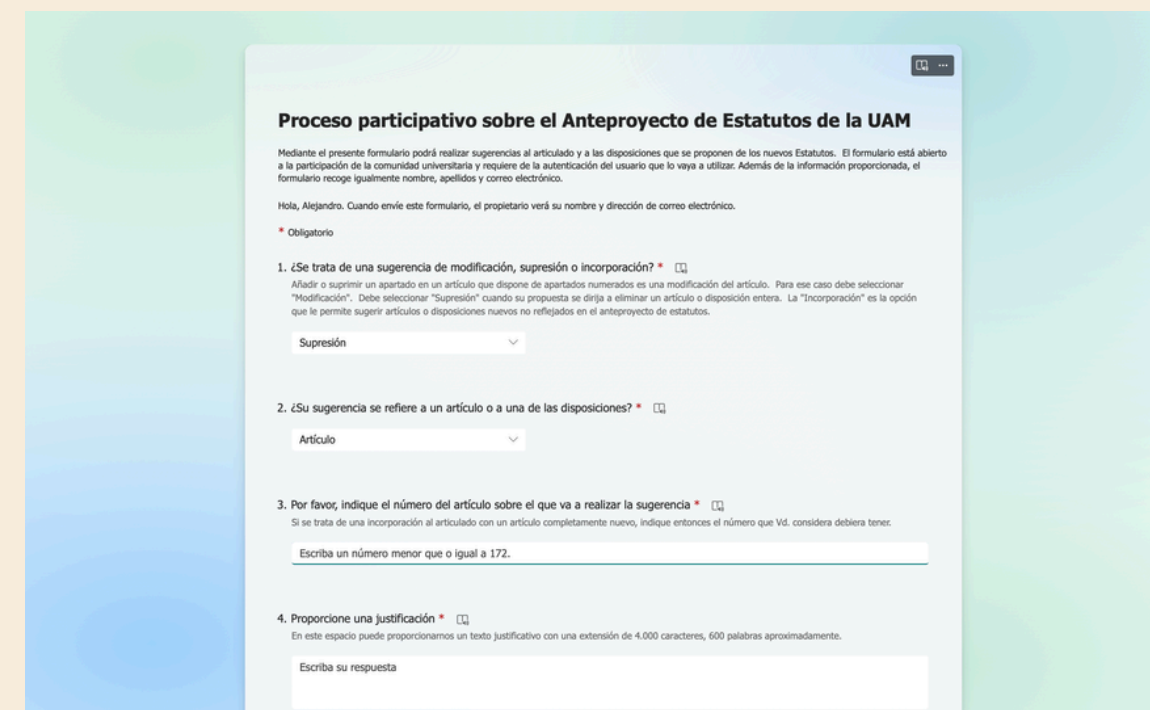 Proceso participativo sobre el Anteproyecto de Estatutos de la UAM
Mediante el presente formulario podrá realizar sugerencias al articulado y a las disposiciones que se proponen de los nuevos Estatutos. El formulario está abierto
a la participación de la comunidad universitaria y requiere de la autenticación del usuario que lo vaya a utilizar. Además de la información proporcionada, el
formulario recoge igualmente nombre, apellidos y correo electrónico.
Hola, Alejandro. Cuando envíe este formulario, el propietario verá su nombre y dirección de correo electrónico.
* Obligatorio
1. ¿Se trata de una sugerencia de modificación, supresión o incorporación? *
Añadir o suprimir un apartado en un artículo que dispone de apartados numerados es una modificación del artículo. Para ese caso debe seleccionar
"Modificación". Debe seleccionar "Supresión" cuando su propuesta se dirija a eliminar un artículo o disposición entera. La "Incorporación" es la opción
que le permite sugerir artículos o disposiciones nuevos no reflejados en el anteproyecto de estatutos.
Supresión
2. ¿Su sugerencia se refiere a un artículo o a una de las disposiciones? *
Artículo
3. Por favor, indique el número del artículo sobre el que va a realizar la sugerencia *
Si se trata de una incorporación al articulado con un artículo completamente nuevo, indique entonces el número que Vd. considera debiera tener.
Escriba un número menor que o igual a 172.
4. Proporcione una justificación *
En este espacio puede proporcionarnos un texto justificativo con una extensión de 4.000 caracteres, 600 palabras aproximadamente.
Escriba su respuesta